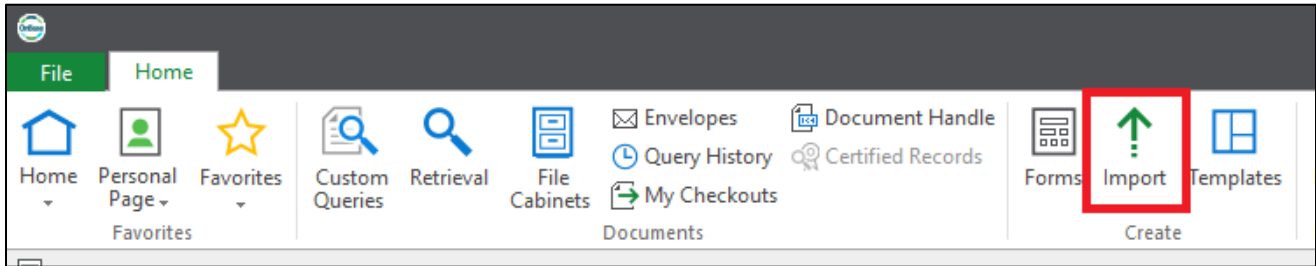 OnBase
File Home
Home
Personal
Page
Favorites
Favorites
Custom
Queries
Retrieval
File
Cabinets
Envelopes
Query History
My Checkouts
Document Handle
Certified Records
Documents
Forms
Import
Templates
Create